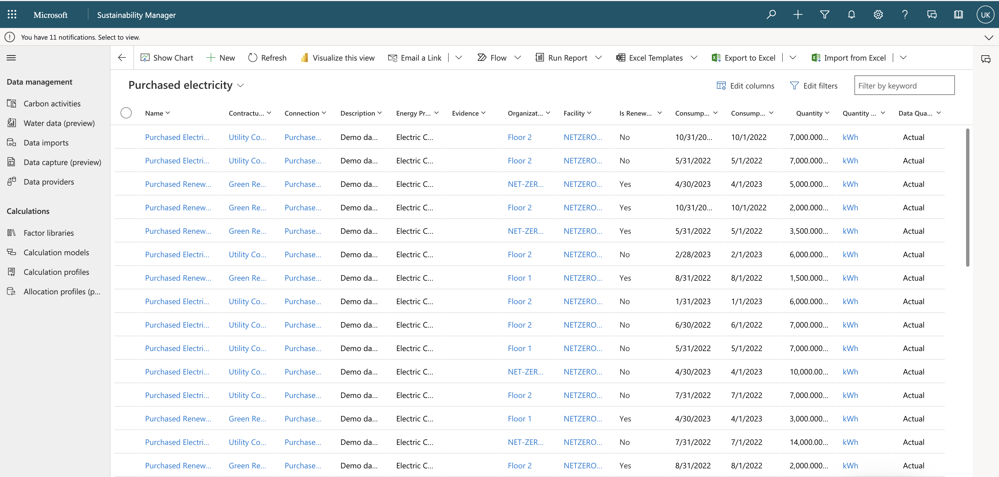 Microsoft Sustainability Manager UK
You have 11 notifications. Select to view.
Show Chart New Refresh Visualize this view Email a Link Flow Run Report Excel Templates Export to Excel Import from Excel
Data management
Carbon activities
Water data (preview)
Data imports
Data capture (preview)
Data providers
Calculations
Factor libraries
Calculation models
Calculation profiles
Allocation profiles (p...
Purchased electricity Edit columns Edit filters Filter by keyword
Name Contractu... Connection Description Energy Pr... Evidence Organizat... Facility Is Renew... Consump... Consump... Quantity Quantity ... Data Qua...
Purchased Electri... Utility Co... Purchase... Demo da... Electric C... Floor 2 NETZERO... No 10/31/20... 10/1/2022 7,000.000... kWh Actual
Purchased Electri... Utility Co... Purchase... Demo da... Electric C... Floor 2 NETZERO... No 5/31/2022 5/1/2022 7,000.000... kWh Actual
Purchased Renew... Green Re... Purchase... Demo da... Electric C... NET-ZER... NETZERO... Yes 4/30/2023 4/1/2023 5,000.000... kWh Actual
Purchased Renew... Green Re... Purchase... Demo da... Electric C... Floor 2 NETZERO... Yes 10/31/20... 10/1/2022 2,000.000... kWh Actual
Purchased Renew... Green Re... Purchase... Demo da... Electric C... NET-ZER... NETZERO... Yes 5/31/2022 5/1/2022 3,500.000... kWh Actual
Purchased Electri... Utility Co... Purchase... Demo da... Electric C... Floor 2 NETZERO... No 2/28/2023 2/1/2023 6,000.000... kWh Actual
Purchased Renew... Green Re... Purchase... Demo da... Electric C... Floor 1 NETZERO... Yes 8/31/2022 8/1/2022 1,500.000... kWh Actual
Purchased Electri... Utility Co... Purchase... Demo da... Electric C... Floor 2 NETZERO... No 1/31/2023 1/1/2023 6,000.000... kWh Actual
Purchased Electri... Utility Co... Purchase... Demo da... Electric C... Floor 2 NETZERO... No 6/30/2022 6/1/2022 7,000.000... kWh Actual
Purchased Electri... Utility Co... Purchase... Demo da... Electric C... Floor 1 NETZERO... No 5/31/2022 5/1/2022 7,000.000... kWh Actual
Purchased Electri... Utility Co... Purchase... Demo da... Electric C... NET-ZER... NETZERO... No 4/30/2023 4/1/2023 10,000.00... kWh Actual
Purchased Electri... Utility Co... Purchase... Demo da... Electric C... Floor 2 NETZERO... No 7/31/2022 7/1/2022 7,000.000... kWh Actual
Purchased Renew... Green Re... Purchase... Demo da... Electric C... Floor 1 NETZERO... Yes 4/30/2023 4/1/2023 3,000.000... kWh Actual
Purchased Electri... Utility Co... Purchase... Demo da... Electric C... NET-ZER... NETZERO... No 7/31/2022 7/1/2022 14,000.00... kWh Actual
Purchased Renew... Green Re... Purchase... Demo da... Electric C... Floor 2 NETZERO... Yes 8/31/2022 8/1/2022 2,000.000... kWh Actual